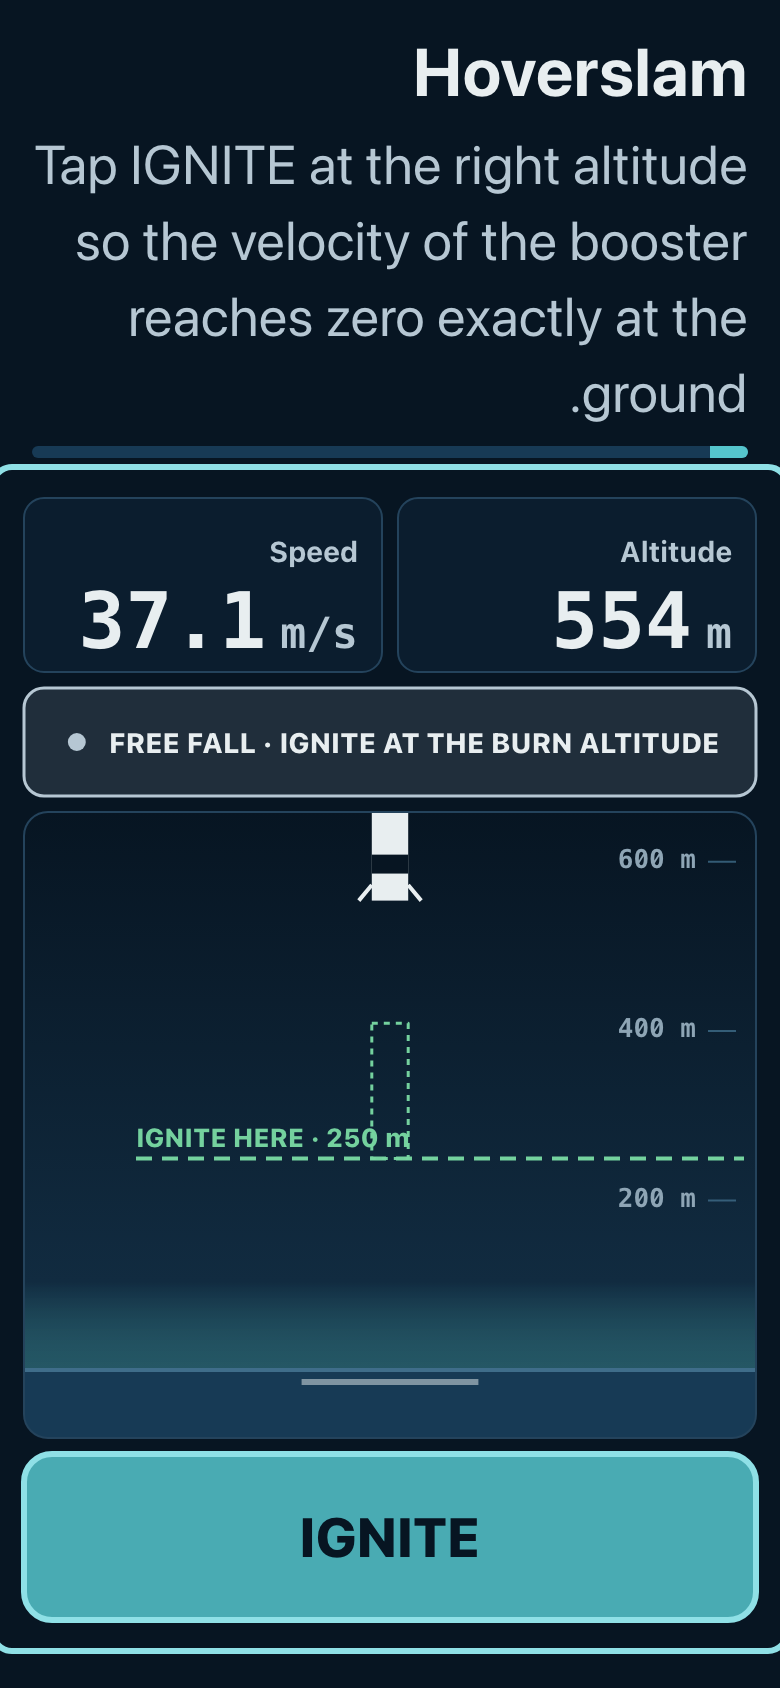 Hoverslam
Tap IGNITE at the right altitude
so the velocity of the booster
reaches zero exactly at the
.ground
Altitude
554 m
Speed
37.1 m/s
FREE FALL · IGNITE AT THE BURN ALTITUDE
600 m
400 m
IGNITE HERE · 250 m
200 m
IGNITE